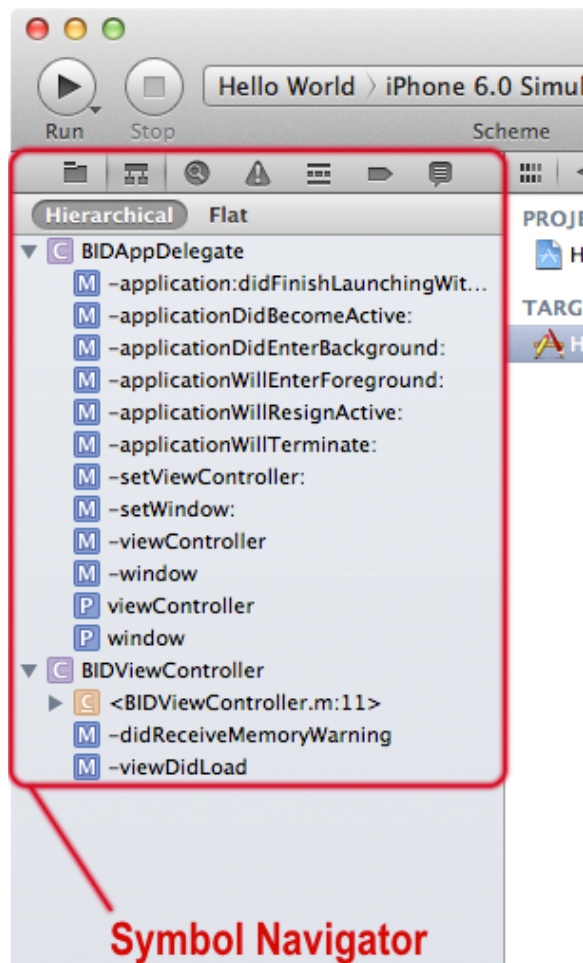 Hello World 〉 iPhone 6.0 Simul
Run Stop Scheme
Hierarchical Flat
PROJE
C BIDAppDelegate
H
M -application:didFinishLaunchingWit...
M -applicationDidBecomeActive:
TARG
M -applicationDidEnterBackground:
H
M -applicationWillEnterForeground:
M -applicationWillResignActive:
M -applicationWillTerminate:
M -setViewController:
M -setWindow:
M -viewController
M -window
P viewController
P window
C BIDViewController
C <BIDViewController.m:11>
M -didReceiveMemoryWarning
M -viewDidLoad
Symbol Navigator